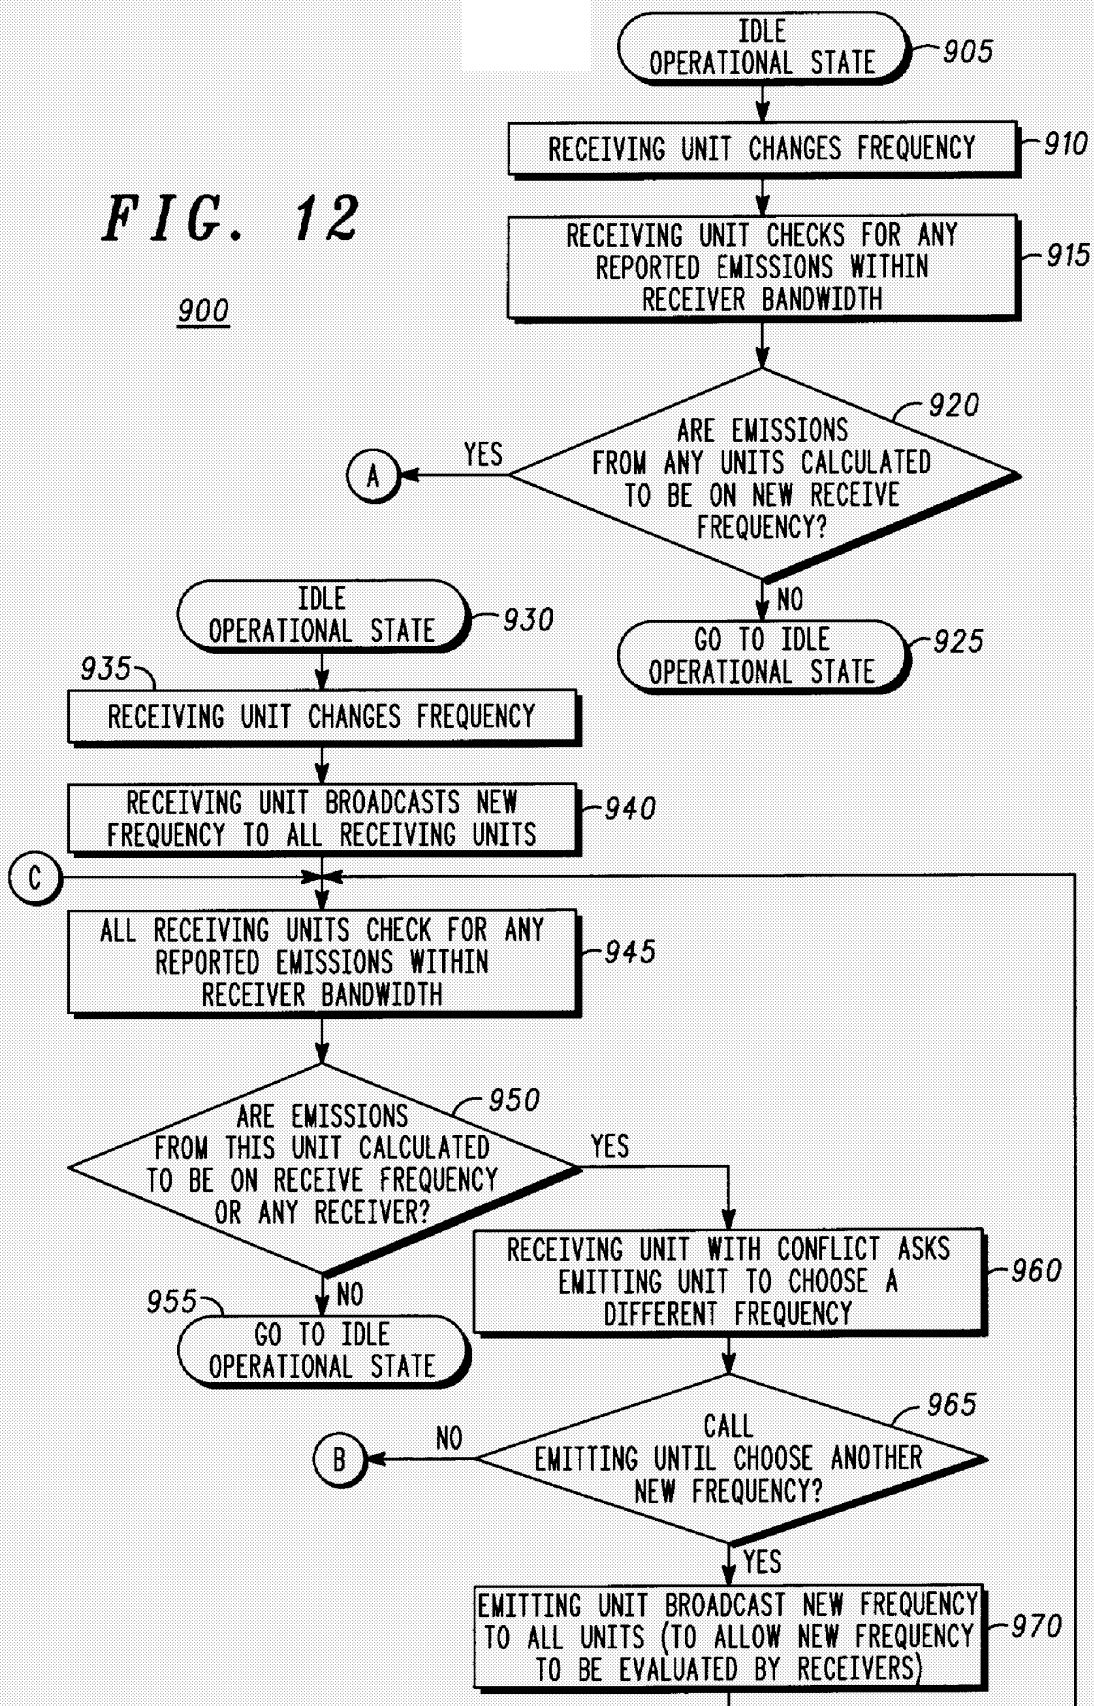 IDLE
OPERATIONAL STATE
905
RECEIVING UNIT CHANGES FREQUENCY
910
FIG. 12
900
RECEIVING UNIT CHECKS FOR ANY
REPORTED EMISSIONS WITHIN
RECEIVER BANDWIDTH
915
920
ARE EMISSIONS
FROM ANY UNITS CALCULATED
TO BE ON NEW RECEIVE
FREQUENCY?
YES
A
NO
GO TO IDLE
OPERATIONAL STATE
925
IDLE
OPERATIONAL STATE
930
935
RECEIVING UNIT CHANGES FREQUENCY
RECEIVING UNIT BROADCASTS NEW
FREQUENCY TO ALL RECEIVING UNITS
940
C
ALL RECEIVING UNITS CHECK FOR ANY
REPORTED EMISSIONS WITHIN
RECEIVER BANDWIDTH
945
950
ARE EMISSIONS
FROM THIS UNIT CALCULATED
TO BE ON RECEIVE FREQUENCY
OR ANY RECEIVER?
YES
NO
955
GO TO IDLE
OPERATIONAL STATE
RECEIVING UNIT WITH CONFLICT ASKS
EMITTING UNIT TO CHOOSE A
DIFFERENT FREQUENCY
960
965
CALL
EMITTING UNTIL CHOOSE ANOTHER
NEW FREQUENCY?
NO
B
YES
EMITTING UNIT BROADCAST NEW FREQUENCY
TO ALL UNITS (TO ALLOW NEW FREQUENCY
TO BE EVALUATED BY RECEIVERS)
970